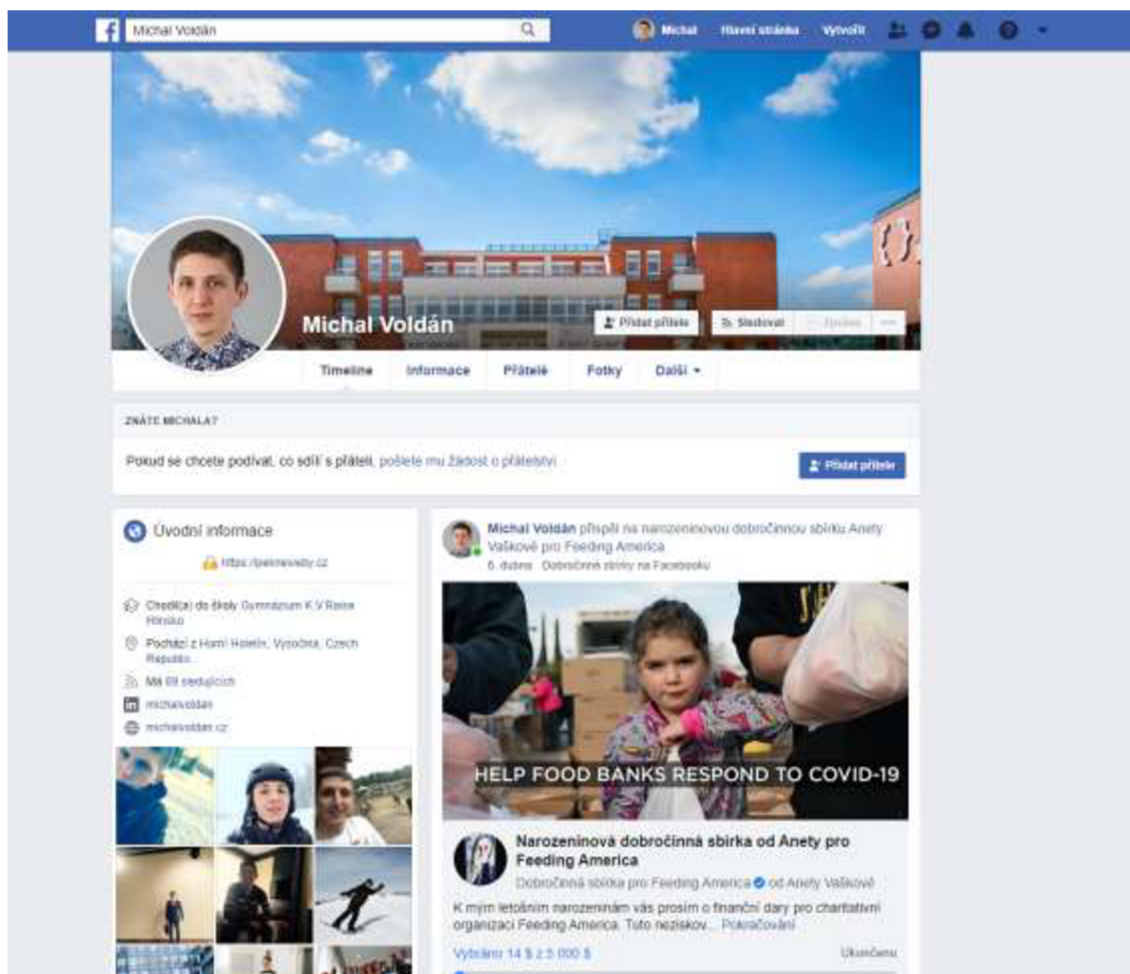 Michal Voldán
Michal
Hlavní stránka
Vytvořit
Michal Voldán
Přidat přítele
Sledovat
Zpráva
Timeline
Informace
Přátelé
Fotky
Další
ZNÁTE MICHALA?
Pokud se chcete podívat, co sdílí s přáteli, pošlete mu žádost o přátelství.
Přidat přítele
Úvodní informace
Chodil(a) do školy Gymnázium K.V.Raise
Hlinsko
Pochází z Horní Holetín, Vysočina, Czech
Republic
Má 69 sledujících
michalvoldan
michalvoldan.cz
Michal Voldán přispěl na narozeninovou dobročinnou sbírku Anety
Vaškové pro Feeding America
6. dubna · Dobročinné sbírky na Facebooku
HELP FOOD BANKS RESPOND TO COVID-19
Narozeninová dobročinná sbírka od Anety pro
Feeding America
Dobročinná sbírka pro Feeding America od Anety Vaškové
K mým letošním narozeninám vás prosím o finanční dary pro charitativní
organizaci Feeding America. Tuto neziskov... Pokračování
Vybráno 14 $ z 5 000 $
Ukončeno